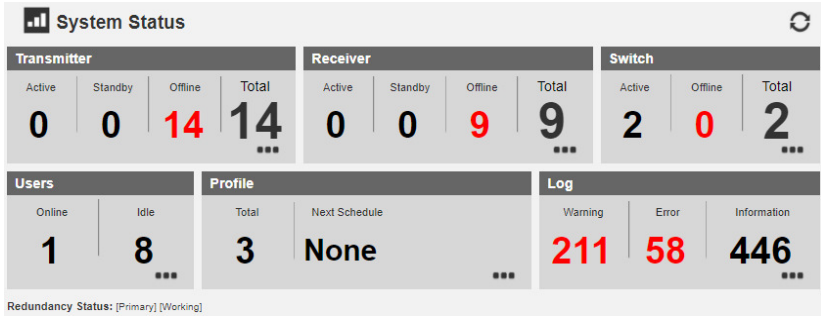 System Status
Transmitter Receiver Switch
Active Standby Offline Total Active Standby Offline Total Active Offline Total
0 0 14 14 0 0 9 9 2 0 2
Users Profile Log
Online Idle Total Next Schedule Warning Error Information
1 8 3 None 211 58 446
Redundancy Status: [Primary] [Working]